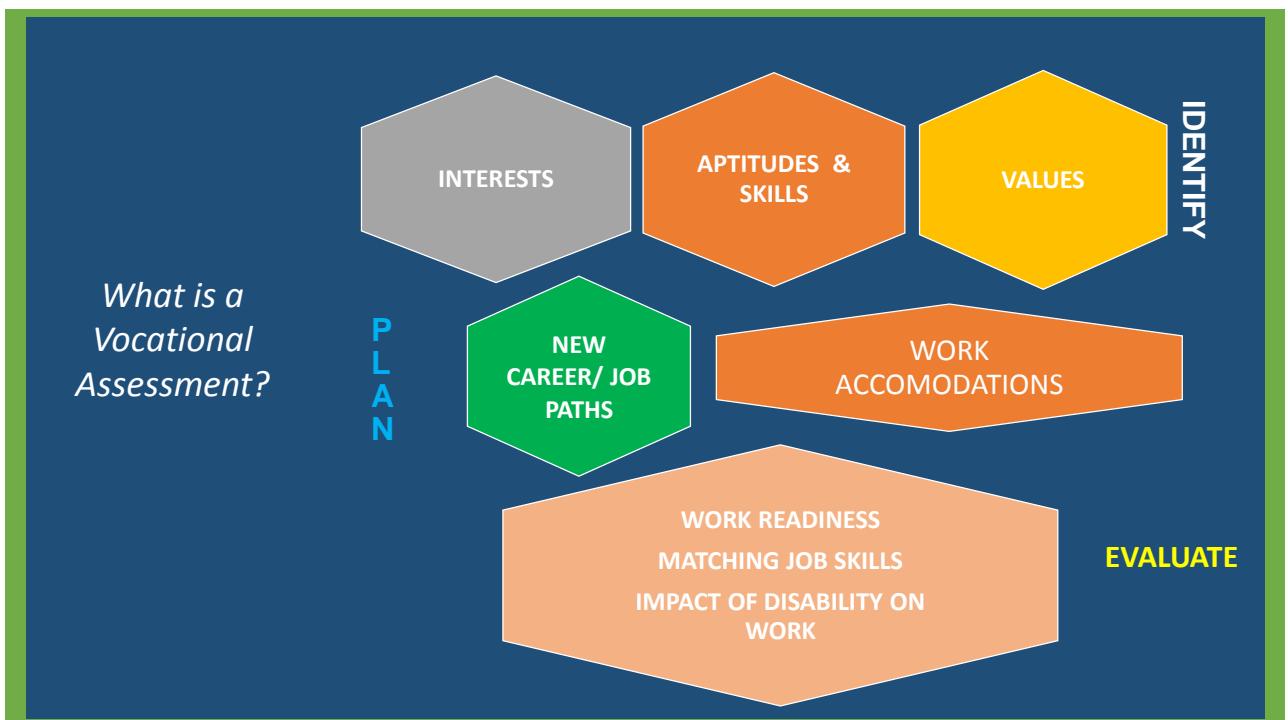 What is a
Vocational
Assessment?
INTERESTS
APTITUDES &
SKILLS
VALUES
IDENTIFY
PLAN
NEW
CAREER/ JOB
PATHS
WORK
ACCOMODATIONS
WORK READINESS
MATCHING JOB SKILLS
IMPACT OF DISABILITY ON
WORK
EVALUATE